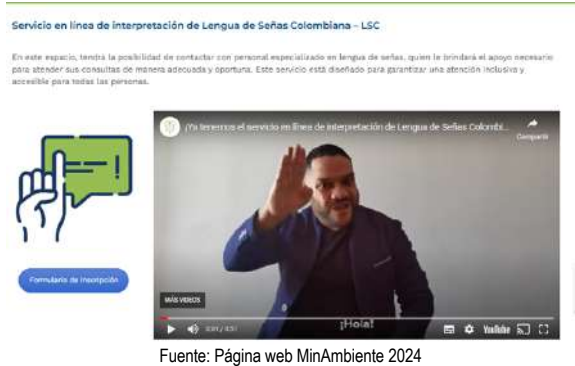 Servicio en línea de interpretación de Lengua de Señas Colombiana – LSC
En este espacio, tendrá la posibilidad de contactar con personal especializado en lengua de señas, quien le brindará el apoyo necesario
para atender sus consultas de manera adecuada y oportuna. Este servicio está diseñado para garantizar una atención inclusiva y
accesible para todas las personas.
¡Ya tenemos el servicio en línea de interpretación de Lengua de Señas Colombi...
Compartir
Formulario de Inscripción
MÁS VIDEOS
¡Hola!
YouTube
Fuente: Página web MinAmbiente 2024